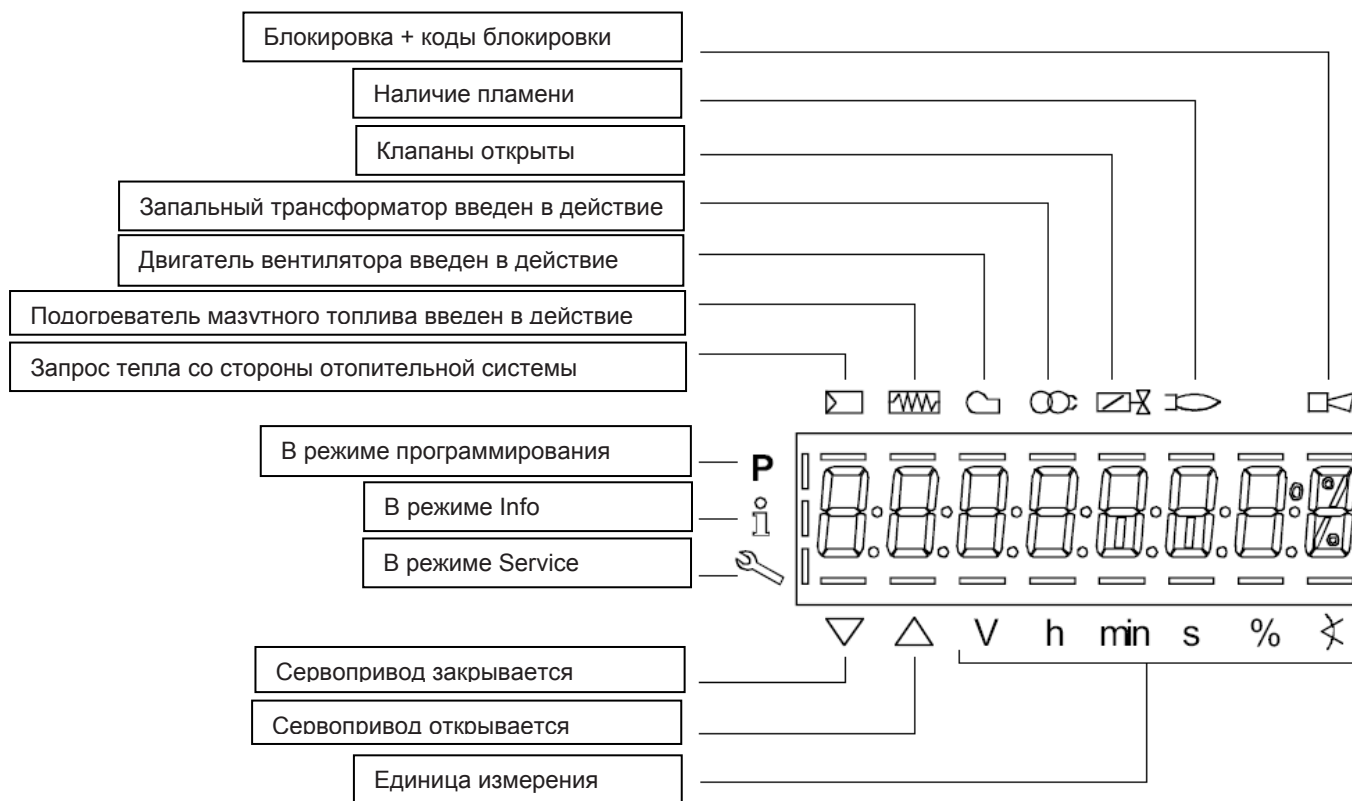 Блокировка + коды блокировки
Наличие пламени
Клапаны открыты
Запальный трансформатор введен в действие
Двигатель вентилятора введен в действие
Подогреватель мазутного топлива введен в действие
Запрос тепла со стороны отопительной системы
В режиме программирования
P
В режиме Info
i
В режиме Service
V h min s %
Сервопривод закрывается
Сервопривод открывается
Единица измерения